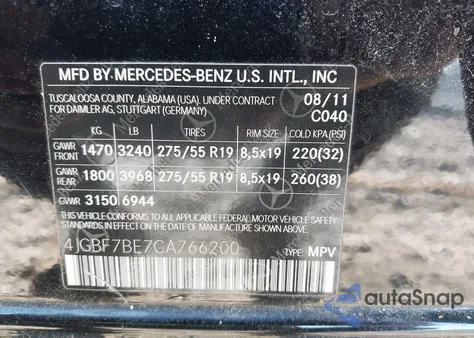 MFD BY MERCEDES-BENZ U.S. INTL., INC
TUSCALOOSA COUNTY, ALABAMA (USA). UNDER CONTRACT 08/11
FOR DAIMLER AG, STUTTGART (GERMANY) C040
KG LB TIRES RIM SIZE COLD KPA(PSI)
GAWR FRONT 1470 3240 275/55 R19 8,5x19 220(32)
GAWR REAR 1800 3968 275/55 R19 8,5x19 260(38)
GVWR 3150 6944
THIS VEHICLE CONFORMS TO ALL APPLICABLE FEDERAL MOTOR VEHICLE SAFETY STANDARDS IN EFFECT ON THE DATE OF MANUFACTURE SHOWN ABOVE.
4JGBF7BE7CA766200 TYPE: MPV
autoSnap